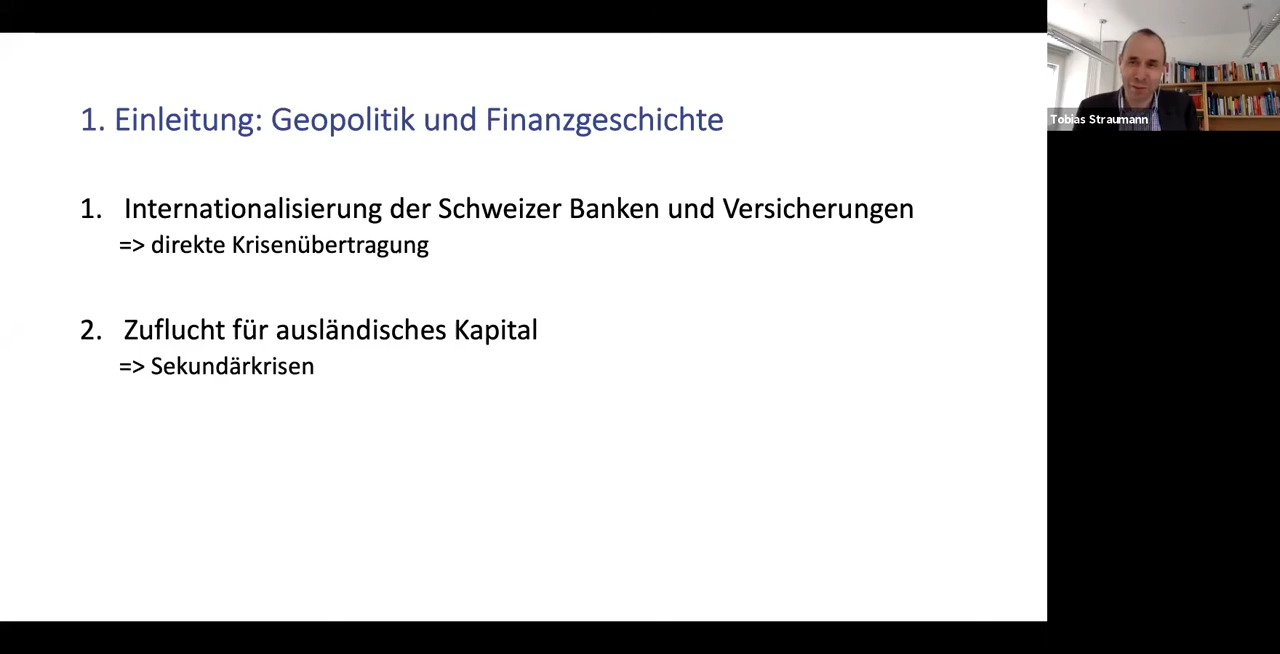 1. Einleitung: Geopolitik und Finanzgeschichte
1. Internationalisierung der Schweizer Banken und Versicherungen
=> direkte Krisenübertragung
2. Zuflucht für ausländisches Kapital
=> Sekundärkrisen
Tobias Straumann